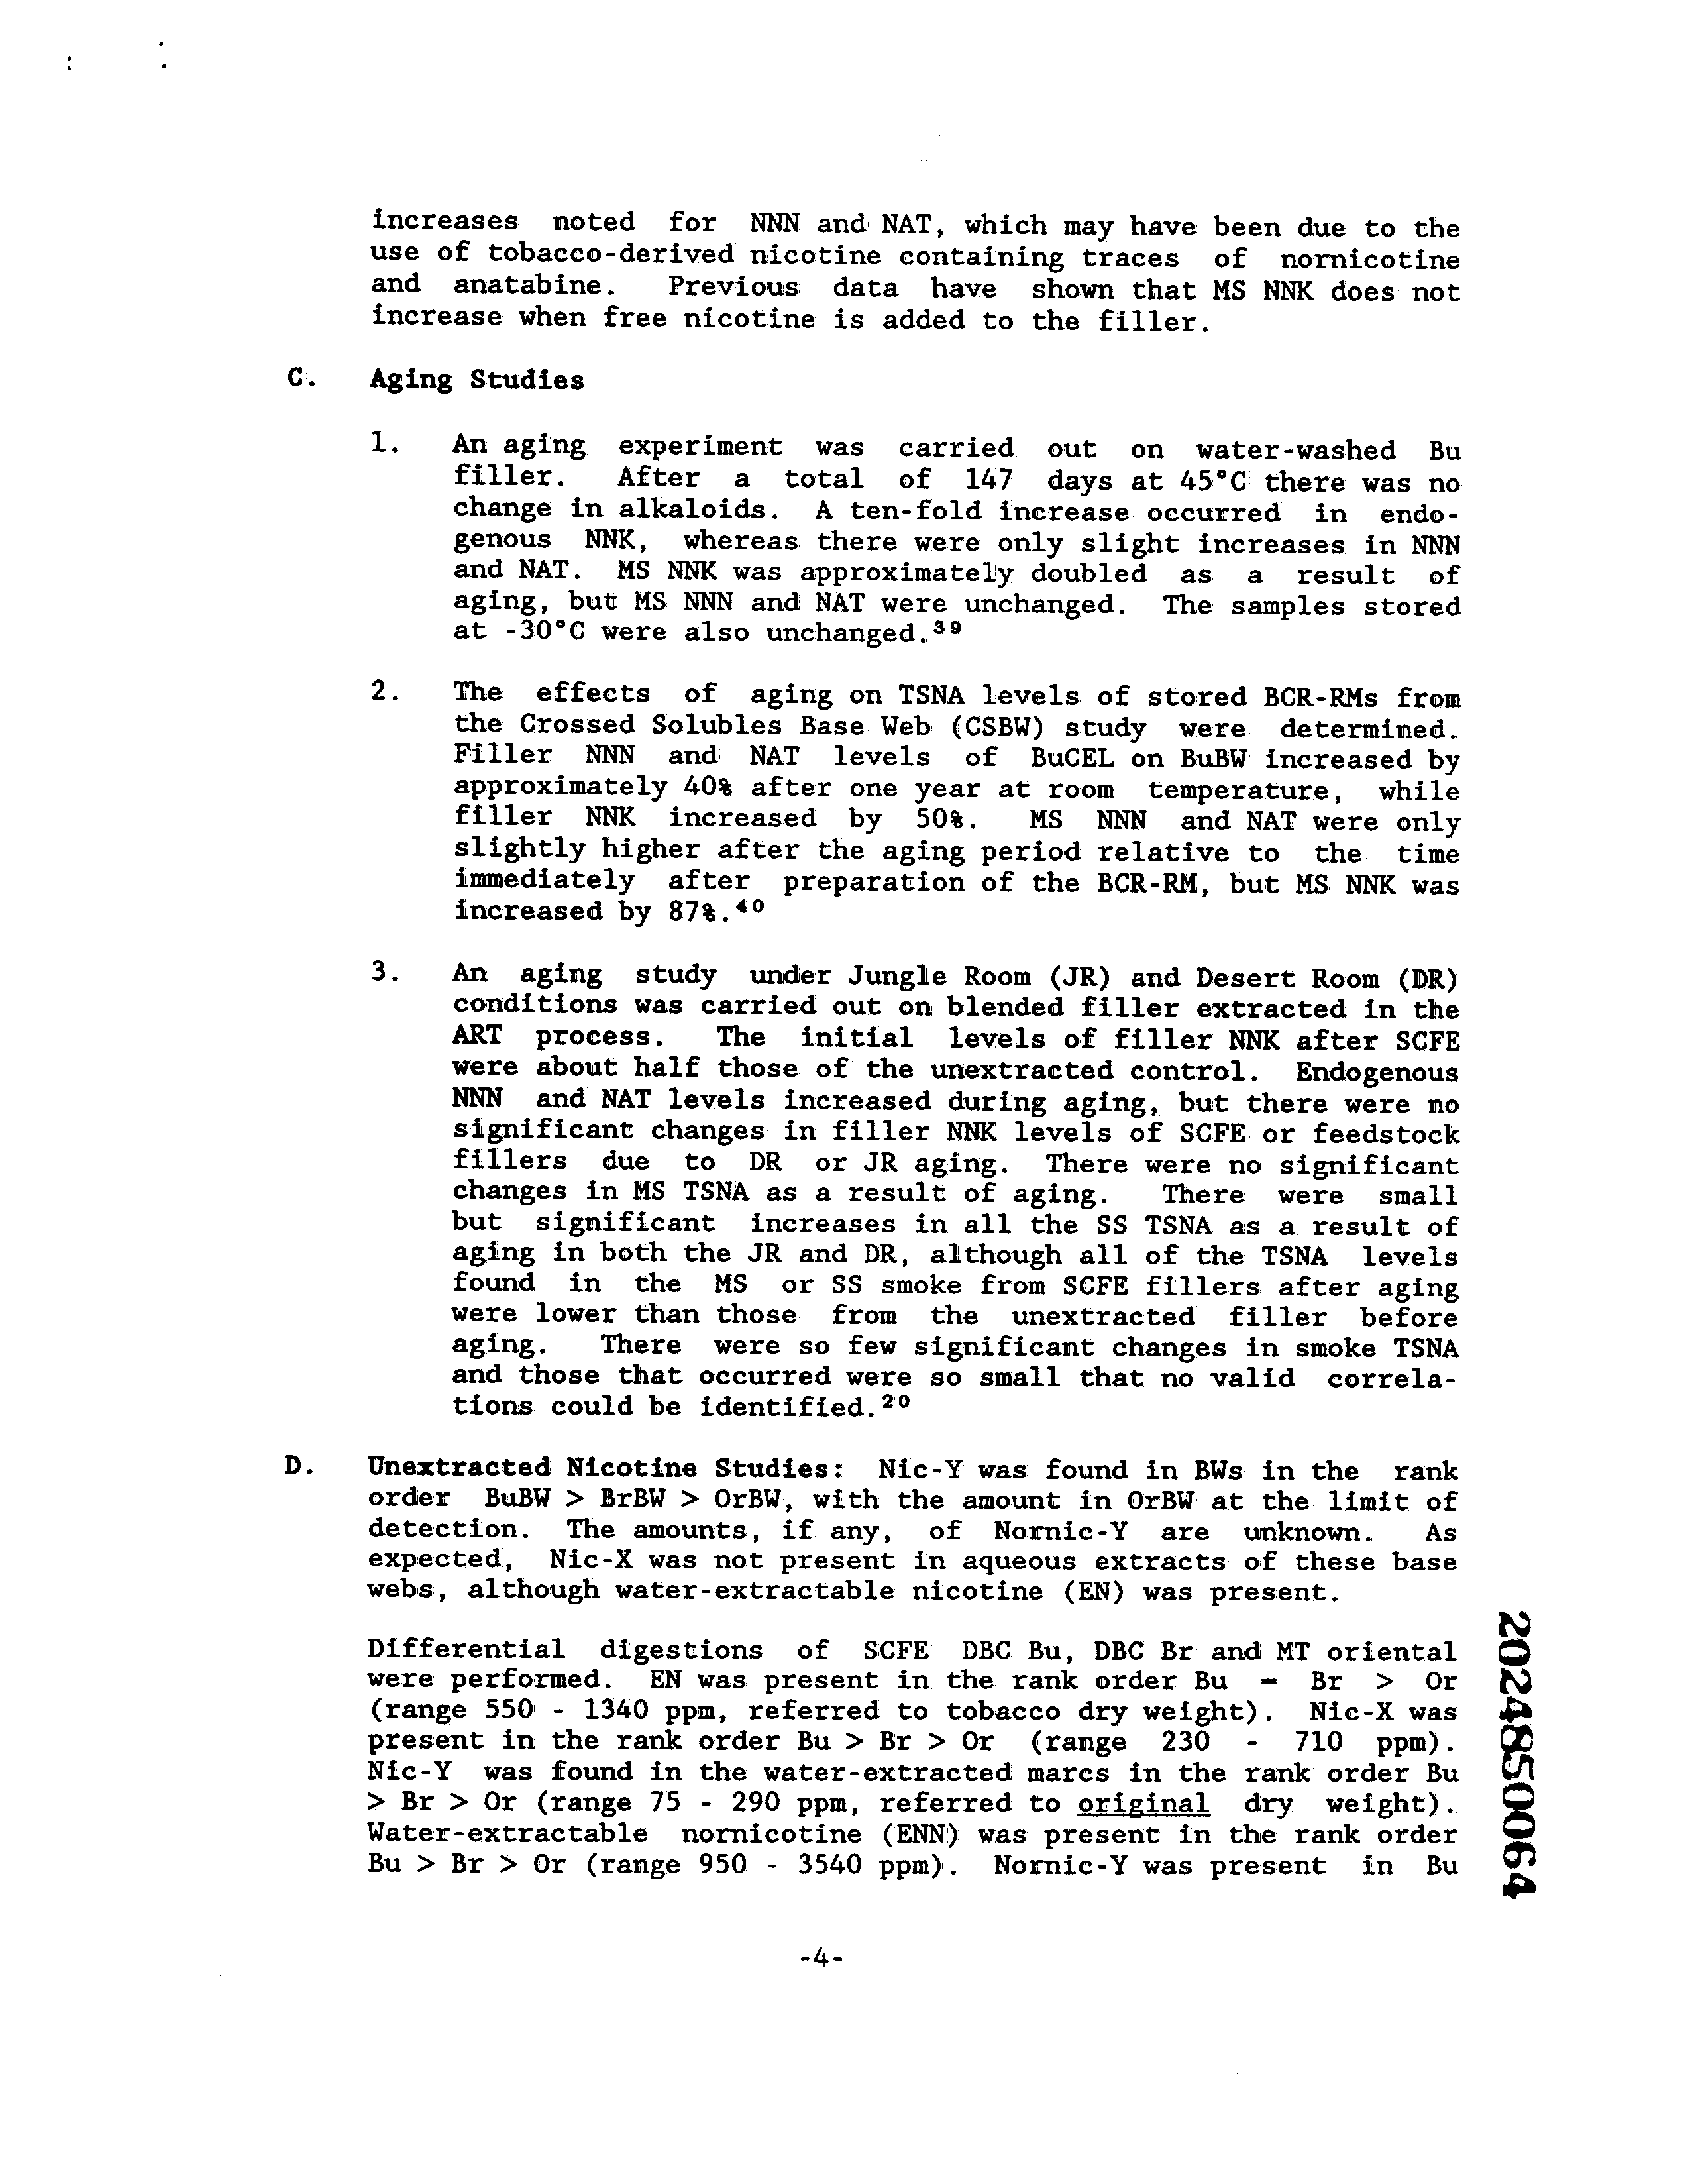 increases noted for NNN and NAT, which may have been due to the
use of tobacco-derived nicotine containing traces of nornicotine
and anatabine. Previous data have shown that MS NNK does not
increase when free nicotine is added to the filler.
C. Aging Studies
1. An aging experiment was carried out on water-washed Bu
filler. After a total of 147 days at 45°C there was no
change in alkaloids. A ten-fold increase occurred in endo-
genous NNK, whereas there were only slight increases in NNN
and NAT. MS NNK was approximately doubled as a result of
aging, but MS NNN and NAT were unchanged. The samples stored
at -30°C were also unchanged.³⁹
2. The effects of aging on TSNA levels of stored BCR-RMs from
the Crossed Solubles Base Web (CSBW) study were determined.
Filler NNN and NAT levels of BuCEL on BuBW increased by
approximately 40% after one year at room temperature, while
filler NNK increased by 50%. MS NNN and NAT were only
slightly higher after the aging period relative to the time
immediately after preparation of the BCR-RM, but MS NNK was
increased by 87%.⁴⁰
3. An aging study under Jungle Room (JR) and Desert Room (DR)
conditions was carried out on blended filler extracted in the
ART process. The initial levels of filler NNK after SCFE
were about half those of the unextracted control. Endogenous
NNN and NAT levels increased during aging, but there were no
significant changes in filler NNK levels of SCFE or feedstock
fillers due to DR or JR aging. There were no significant
changes in MS TSNA as a result of aging. There were small
but significant increases in all the SS TSNA as a result of
aging in both the JR and DR, although all of the TSNA levels
found in the MS or SS smoke from SCFE fillers after aging
were lower than those from the unextracted filler before
aging. There were so few significant changes in smoke TSNA
and those that occurred were so small that no valid correla-
tions could be identified.²⁰
D. Unextracted Nicotine Studies: Nic-Y was found in BWs in the rank
order BuBW > BrBW > OrBW, with the amount in OrBW at the limit of
detection. The amounts, if any, of Nornic-Y are unknown. As
expected, Nic-X was not present in aqueous extracts of these base
webs, although water-extractable nicotine (EN) was present.
Differential digestions of SCFE DBC Bu, DBC Br and MT oriental
were performed. EN was present in the rank order Bu = Br > Or
(range 550 - 1340 ppm, referred to tobacco dry weight). Nic-X was
present in the rank order Bu > Br > Or (range 230 - 710 ppm).
Nic-Y was found in the water-extracted marcs in the rank order Bu
> Br > Or (range 75 - 290 ppm, referred to original dry weight).
Water-extractable nornicotine (ENN) was present in the rank order
Bu > Br > Or (range 950 - 3540 ppm). Nornic-Y was present in Bu
2024850064
-4-